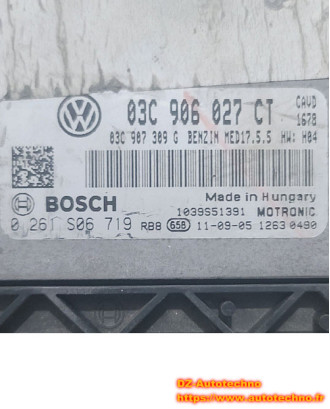 VW 03C 906 027 CT CAVD
1678
03C 907 309 G BENZIN MED17.5.5 HW: H04
BOSCH Made in Hungary
1039S51391 MOTRONIC
0 261 S06 719 RB8 658 11-09-05 1263 0490
DZ-Autotechno
https://www.autotechno.fr